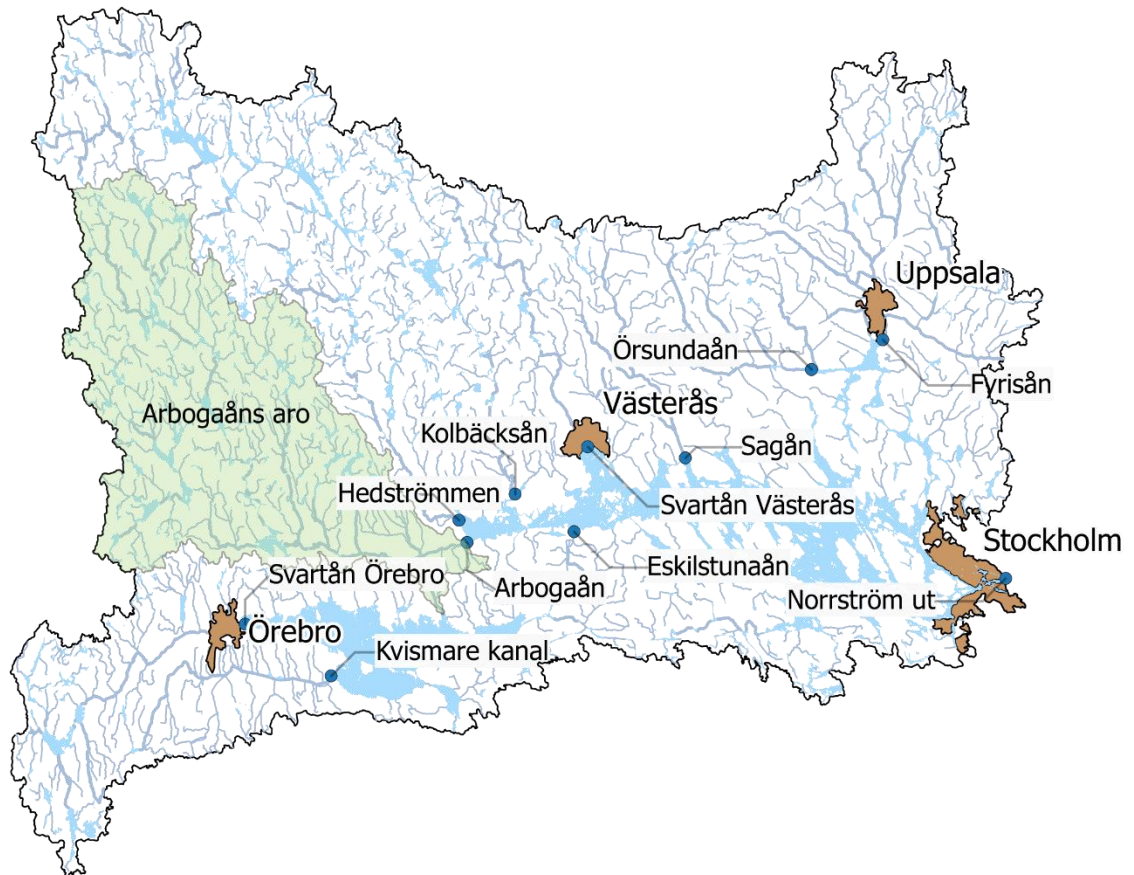 Uppsala
Örsundaån
Fyrisån
Västerås
Arbogaåns aro
Kolbäcksån
Sagån
Hedströmmen
Svartån Västerås
Stockholm
Eskilstunaån
Svartån Örebro
Arbogaån
Norrström ut
Örebro
Kvismare kanal